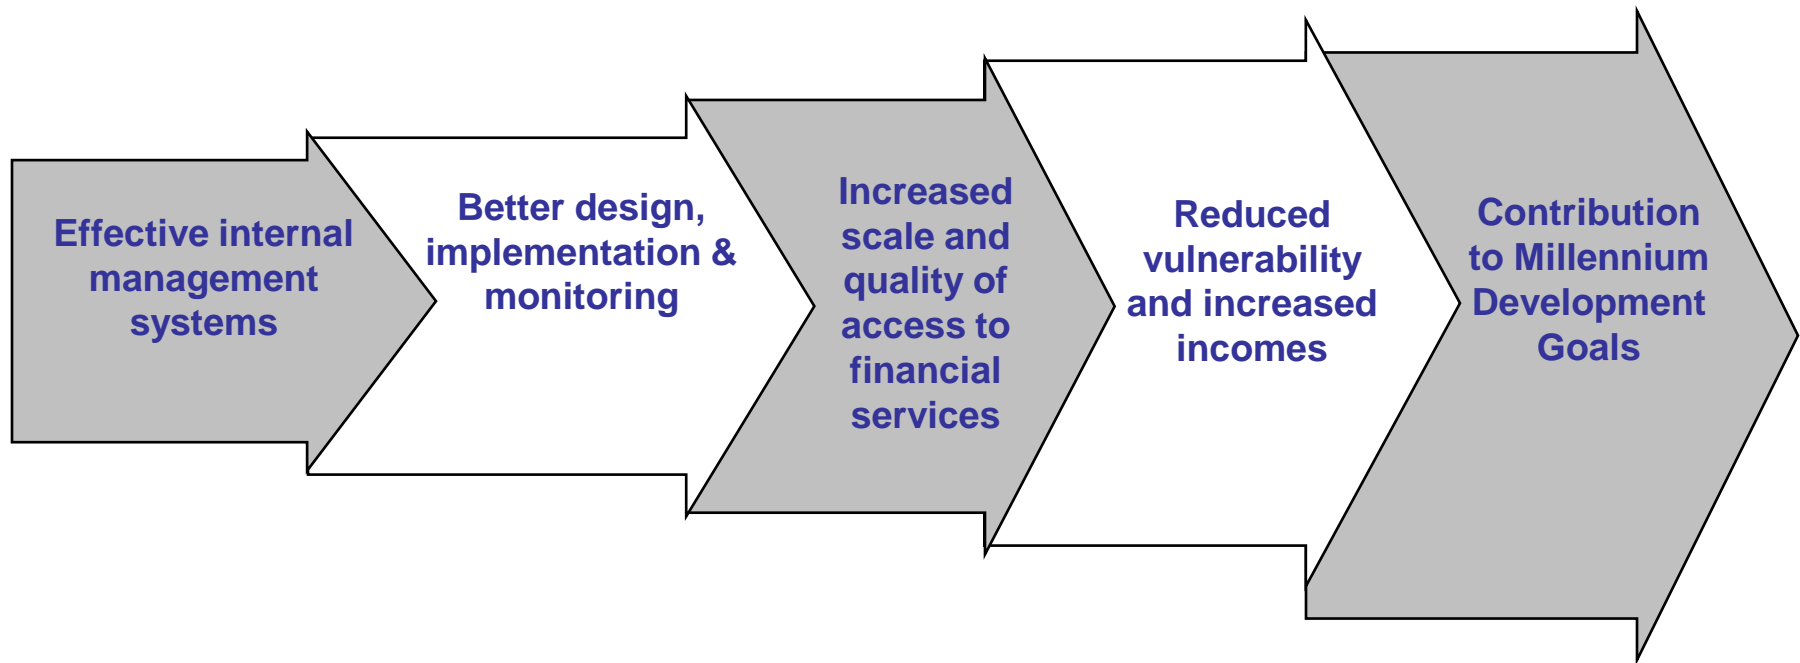 Effective internal
management
systems
Better design,
implementation &
monitoring
Increased
scale and
quality of
access to
financial
services
Reduced
vulnerability
and increased
incomes
Contribution
to Millennium
Development
Goals